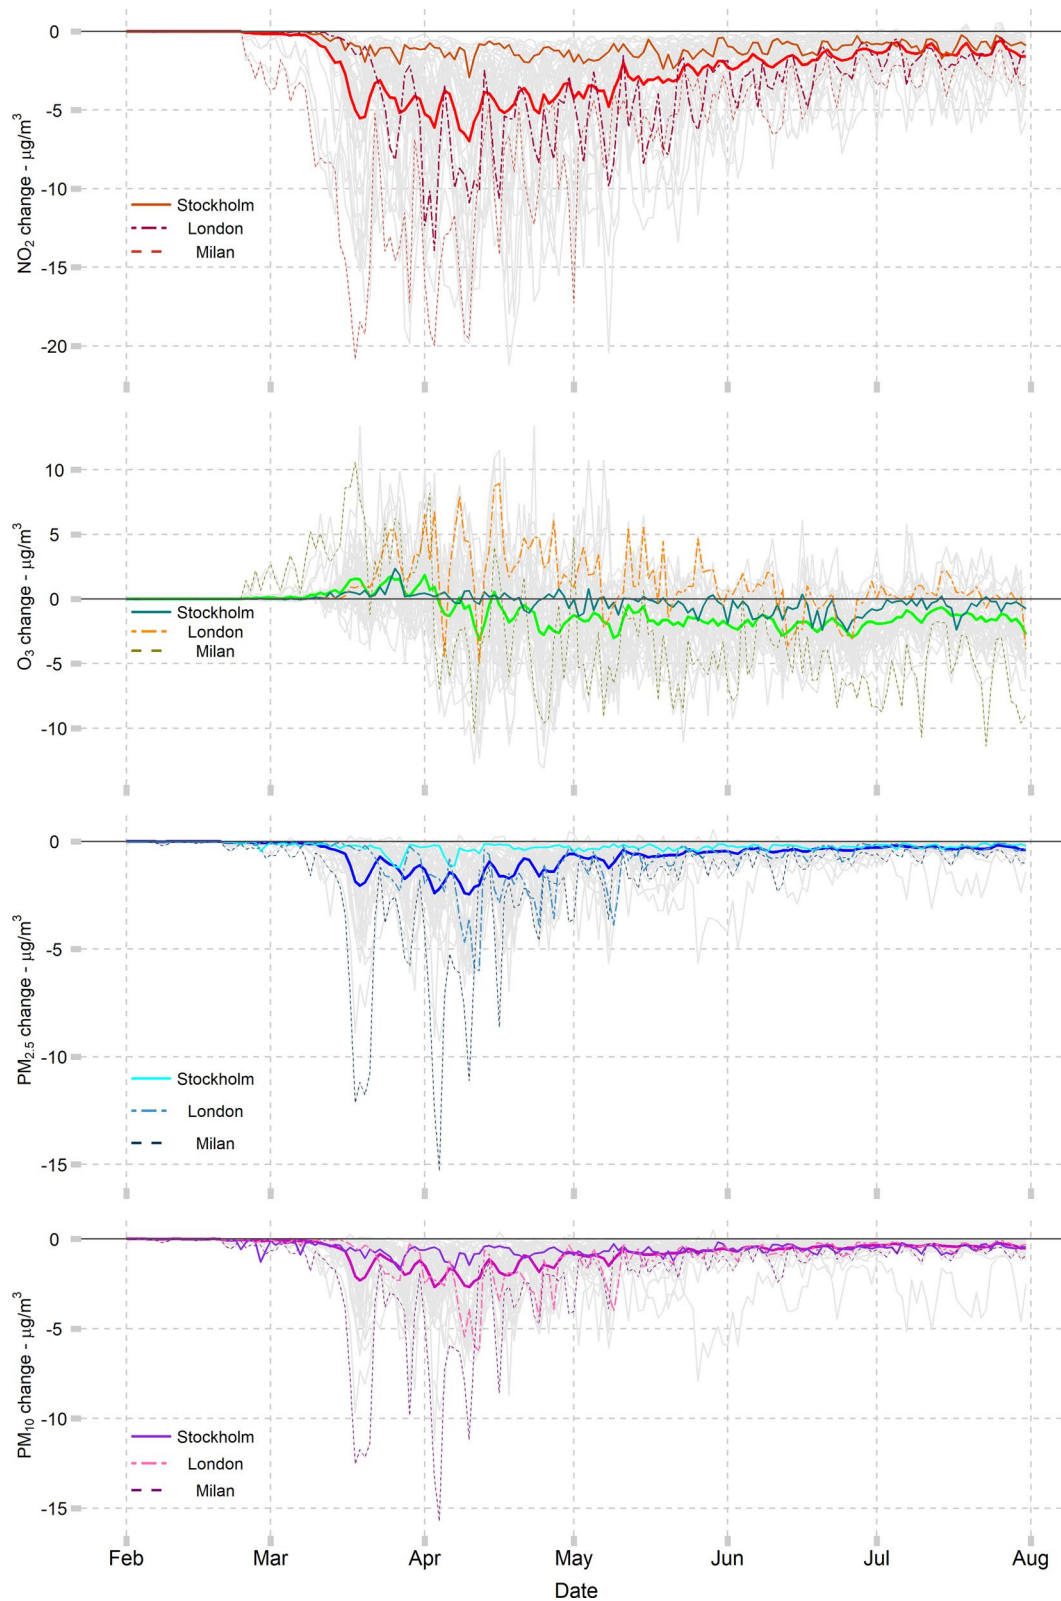 0
-5
-10
-15
-20
NO₂ change - μg/m³
Stockholm
London
Milan
10
5
0
-5
-10
O₃ change - μg/m³
Stockholm
London
Milan
0
-5
-10
-15
PM₂.₅ change - μg/m³
Stockholm
London
Milan
0
-5
-10
-15
PM₁₀ change - μg/m³
Stockholm
London
Milan
Feb Mar Apr May Jun Jul Aug
Date